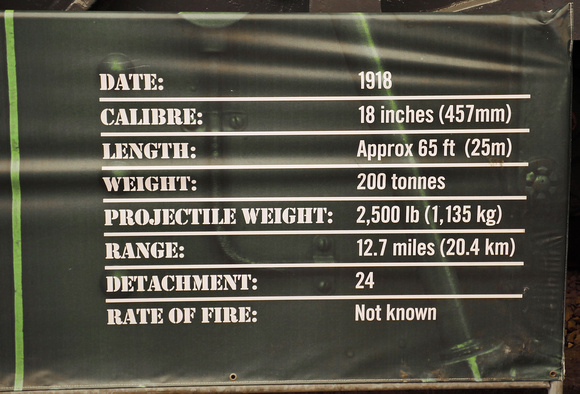 DATE: 1918
CALIBRE: 18 inches (457mm)
LENGTH: Approx 65 ft (25m)
WEIGHT: 200 tonnes
PROJECTILE WEIGHT: 2,500 lb (1,135 kg)
RANGE: 12.7 miles (20.4 km)
DETACHMENT: 24
RATE OF FIRE: Not known